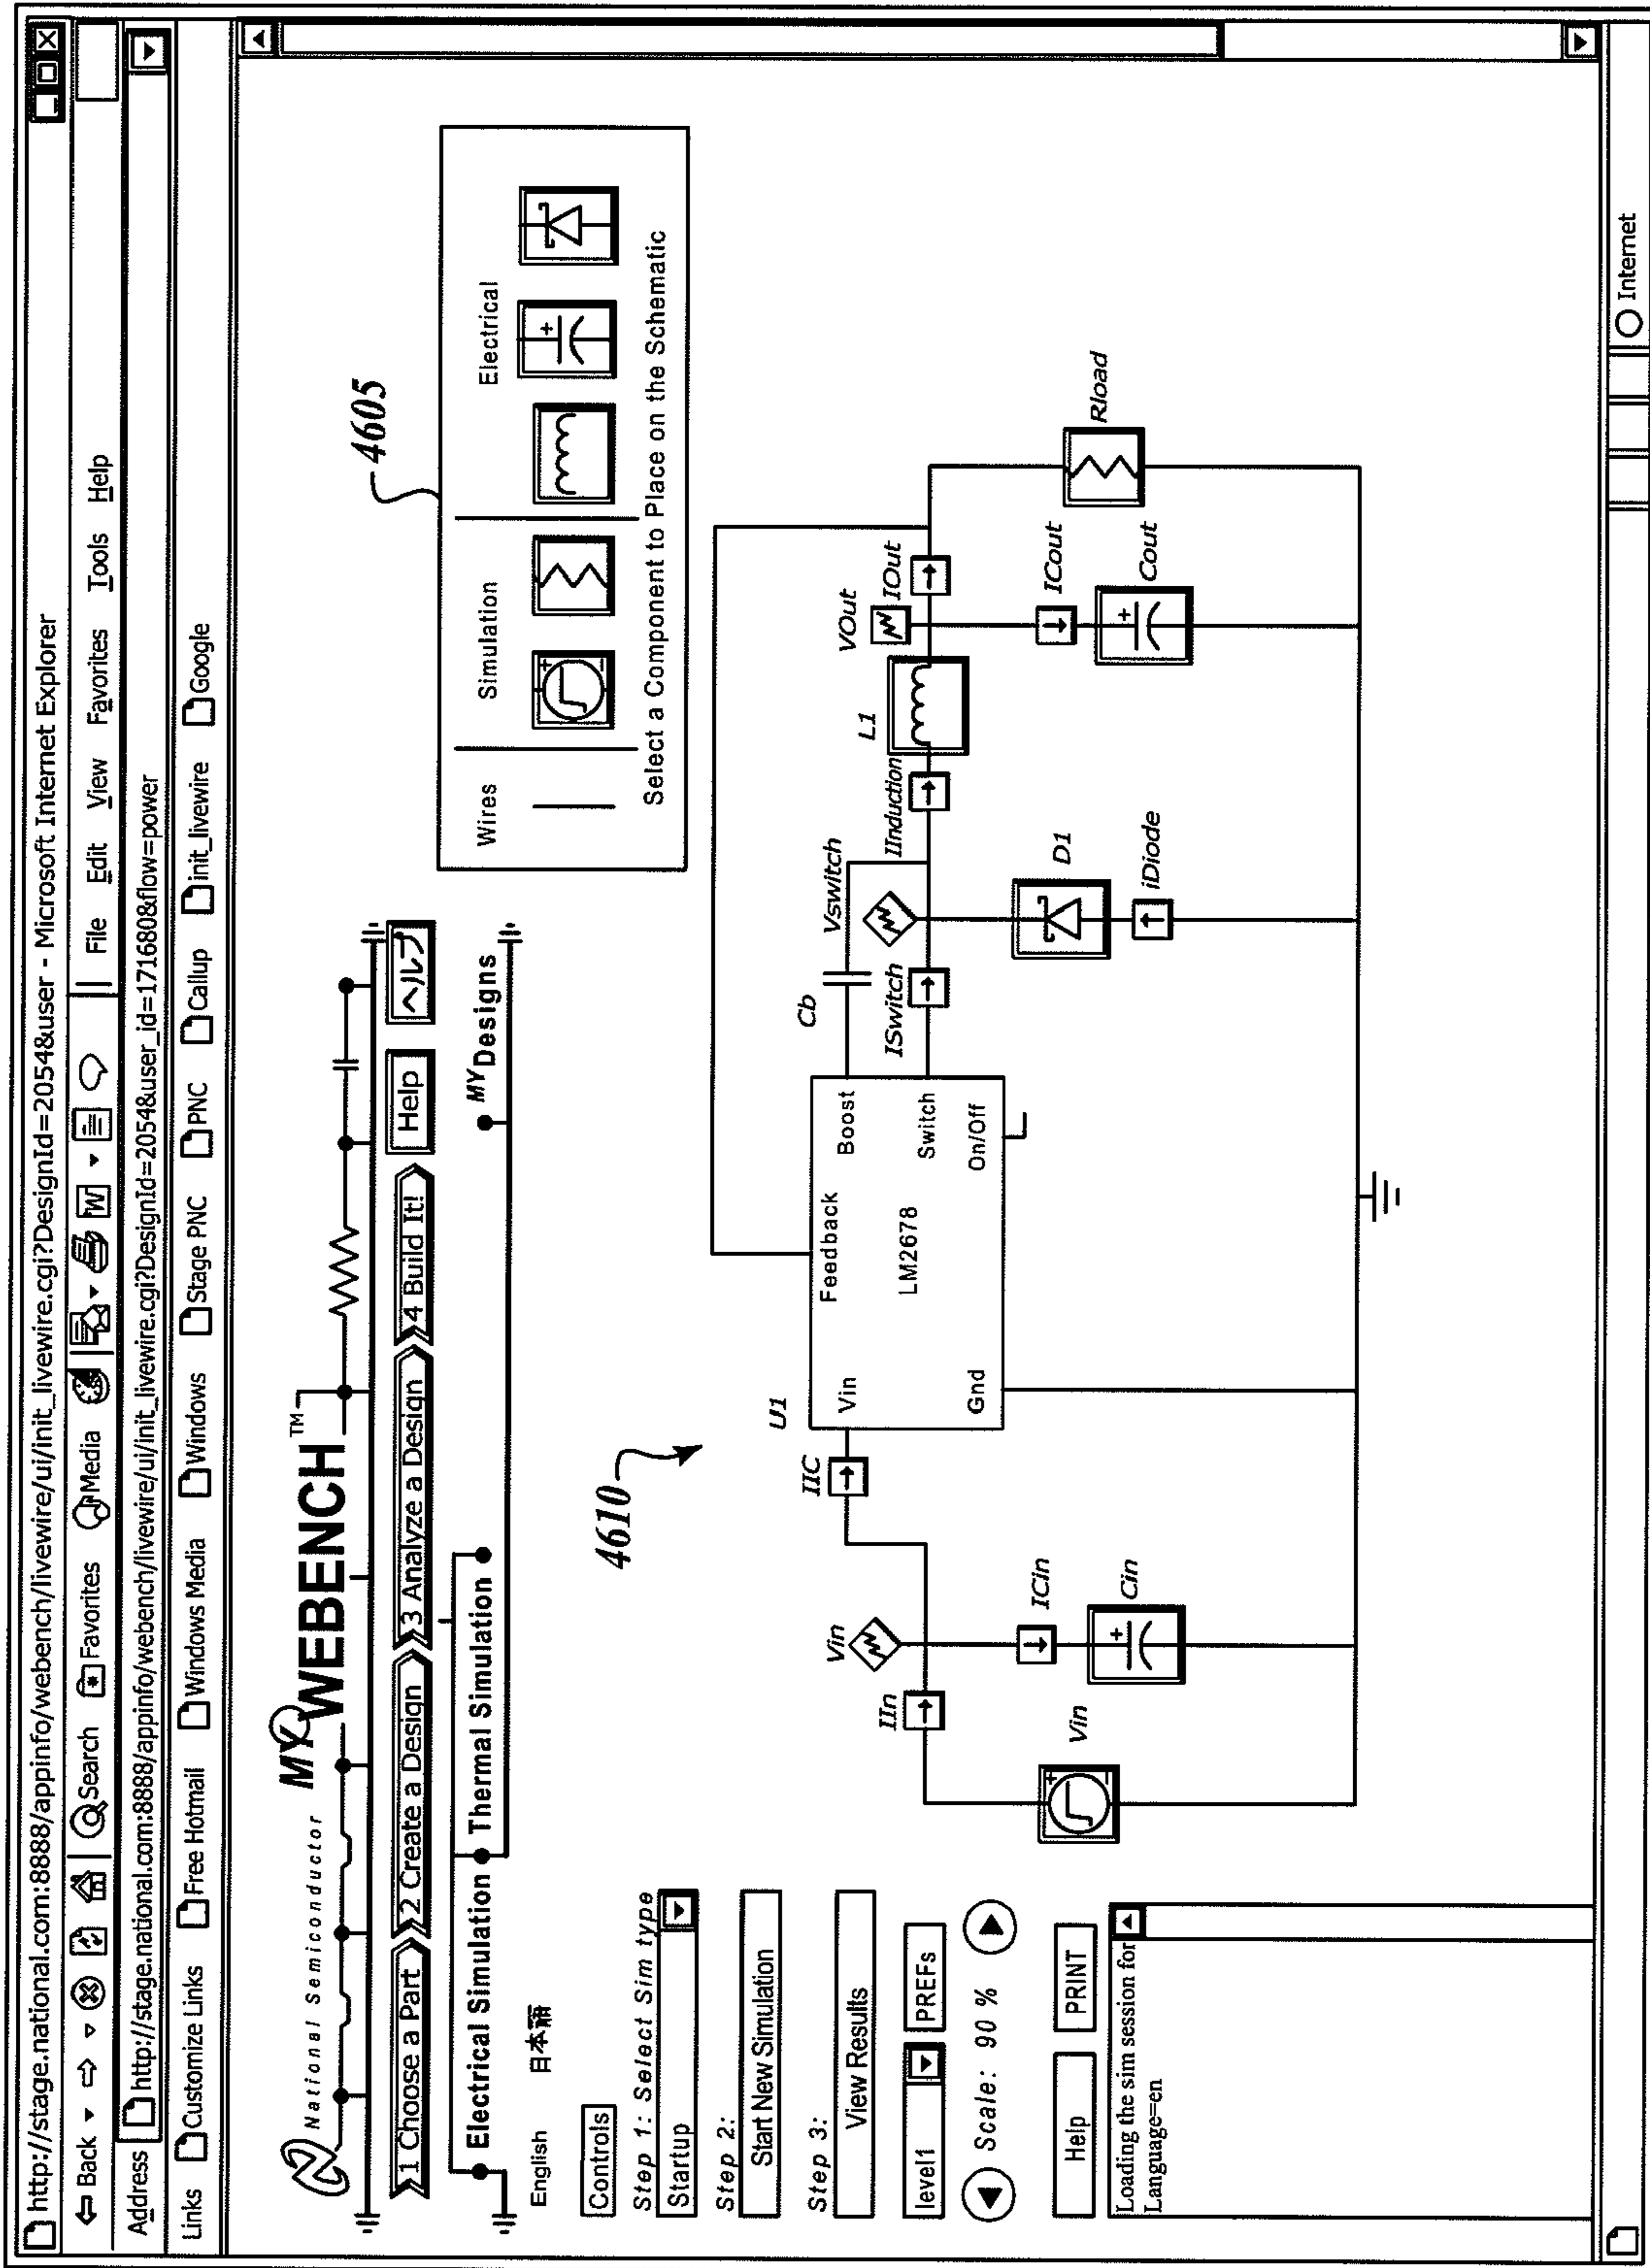 http://stage.national.com:8888/appinfo/webench/livewire/ui/init_livewire.cgi?DesignId=2054&user - Microsoft Internet Explorer
Back Search Favorites Media W File Edit View Favorites Tools Help
Address http://stage.national.com:8888/appinfo/webench/livewire/ui/init_livewire.cgi?DesignId=2054&user_id=171680&flow=power
Links Customize Links Free Hotmail Windows Media Windows Stage PNC PNC Callup init_livewire Google
National Semiconductor
MY WEBENCH™
1 Choose a Part 2 Create a Design 3 Analyze a Design 4 Build It! Help ヘルプ
Electrical Simulation Thermal Simulation MY Designs
English 日本語
4605
Wires Simulation Electrical
Select a Component to Place on the Schematic
Controls
Step 1: Select Sim type
Startup
Step 2:
Start New Simulation
Step 3:
View Results
level1 PREFs
Scale: 90 %
Help PRINT
Loading the sim session for
Language=en
4610
U1
Vin
Feedback
Boost
LM2678
Switch
Gnd
On/Off
IIn
Vin
Vin
ICin
Cin
IIC
Cb
ISwitch
Vswitch
IInduction
D1
iDiode
L1
VOut
IOut
ICout
Cout
Rload
Internet